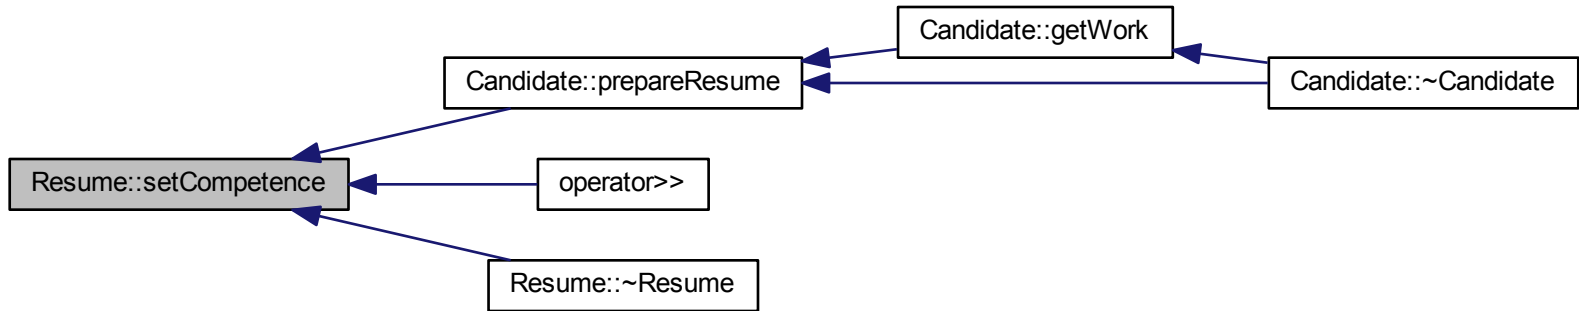 Candidate::getWork
Candidate::prepareResume
Candidate::~Candidate
Resume::setCompetence
operator>>
Resume::~Resume